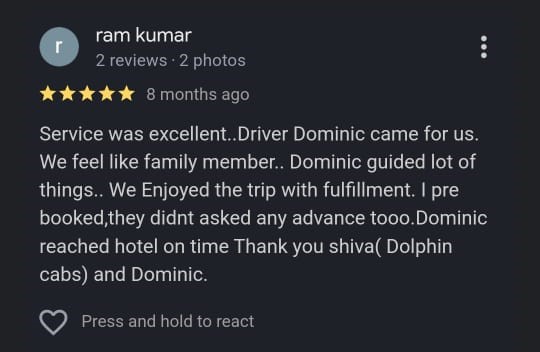 r
ram kumar
2 reviews · 2 photos
8 months ago
Service was excellent..Driver Dominic came for us.
We feel like family member.. Dominic guided lot of
things.. We Enjoyed the trip with fulfillment. I pre
booked,they didnt asked any advance tooo.Dominic
reached hotel on time Thank you shiva( Dolphin
cabs) and Dominic.
Press and hold to react